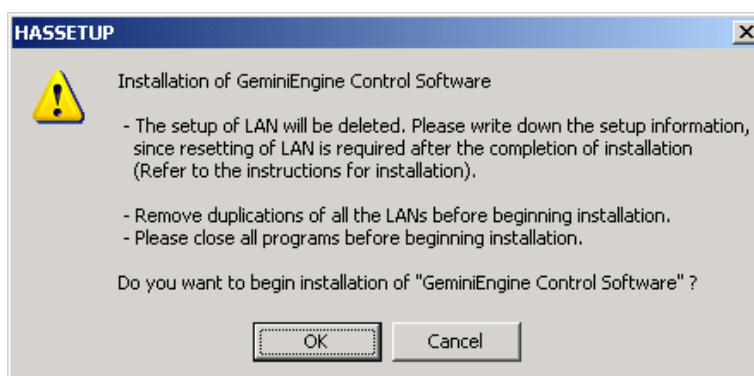 HASSETUP
Installation of GeminiEngine Control Software
- The setup of LAN will be deleted. Please write down the setup information,
since resetting of LAN is required after the completion of installation
(Refer to the instructions for installation).
- Remove duplications of all the LANs before beginning installation.
- Please close all programs before beginning installation.
Do you want to begin installation of "GeminiEngine Control Software" ?
OK
Cancel